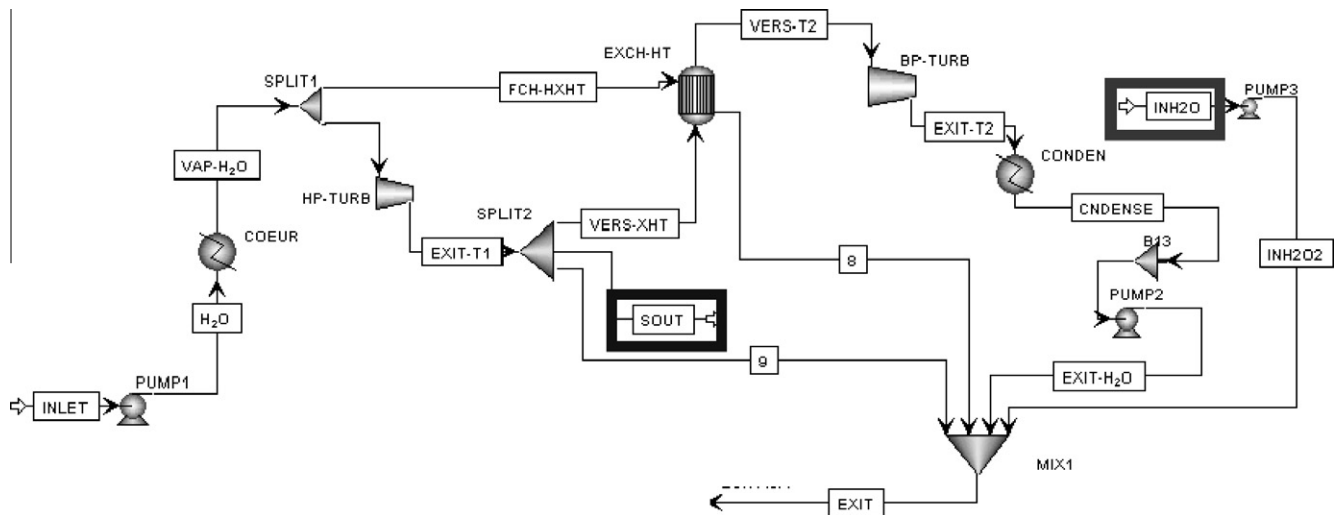 VERS-T2
EXCH-HT
BP-TURB
SPLIT1
FCH-HXHT
PUMP3
INH2O
EXIT-T2
CONDEN
VAP-H₂O
HP-TURB
SPLIT2
VERS-XHT
CNDENSE
COEUR
B13
EXIT-T1
8
INH2O2
PUMP2
H₂O
SOUT
9
EXIT-H₂O
PUMP1
INLET
MIX1
EXIT